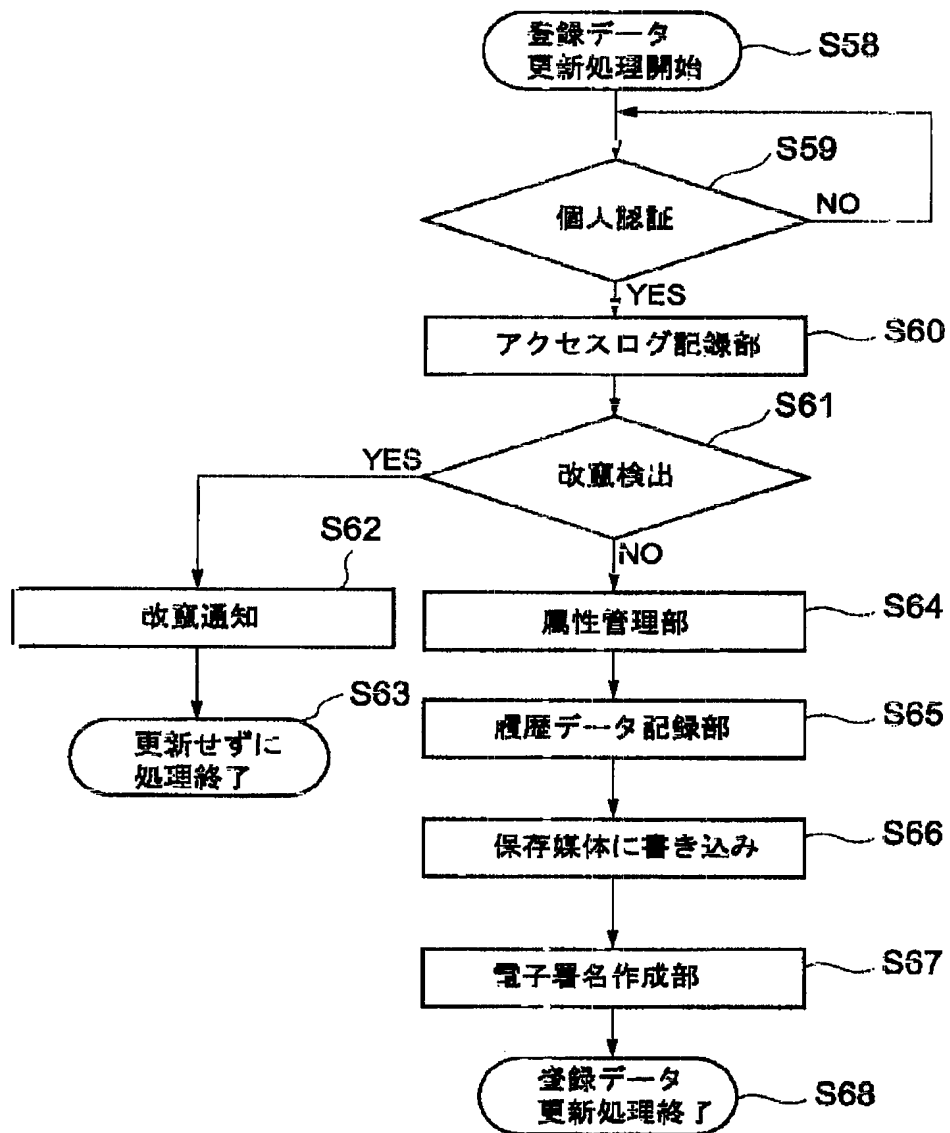 登録データ
更新処理開始
S58
S59
個人認証
NO
YES
アクセスログ記録部
S60
S61
YES
改竄検出
S62
NO
改竄通知
属性管理部
S64
S63
更新せずに
処理終了
履歴データ記録部
S65
保存媒体に書き込み
S66
電子署名作成部
S67
登録データ
更新処理終了
S68